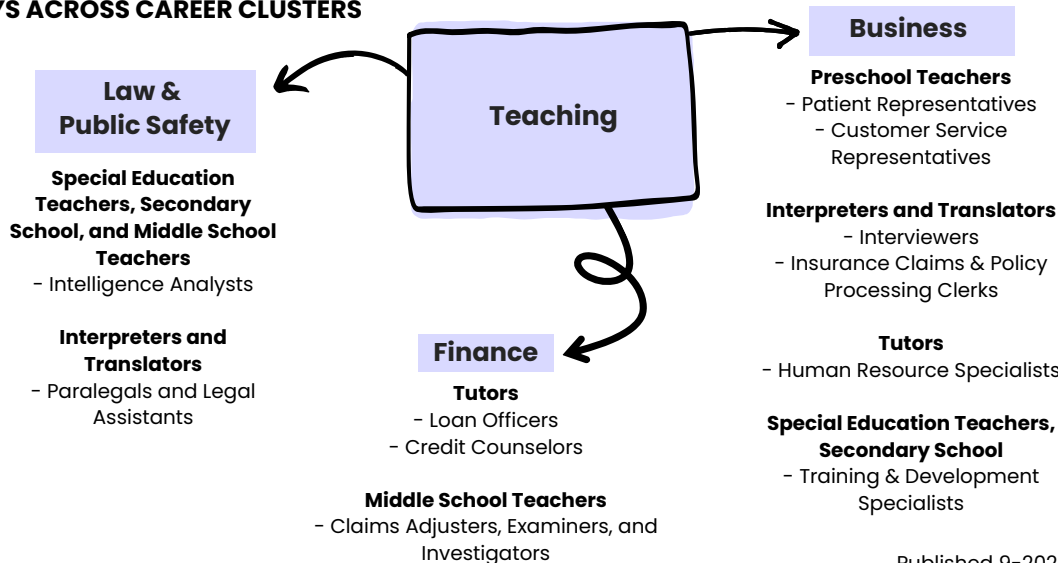 ACROSS CAREER CLUSTERS
Law &
Public Safety
Special Education
Teachers, Secondary
School, and Middle School
Teachers
- Intelligence Analysts
Interpreters and
Translators
- Paralegals and Legal
Assistants
Teaching
Finance
Tutors
- Loan Officers
- Credit Counselors
Middle School Teachers
- Claims Adjusters, Examiners, and
Investigators
Business
Preschool Teachers
- Patient Representatives
- Customer Service
Representatives
Interpreters and Translators
- Interviewers
- Insurance Claims & Policy
Processing Clerks
Tutors
- Human Resource Specialists
Special Education Teachers,
Secondary School
- Training & Development
Specialists
Published